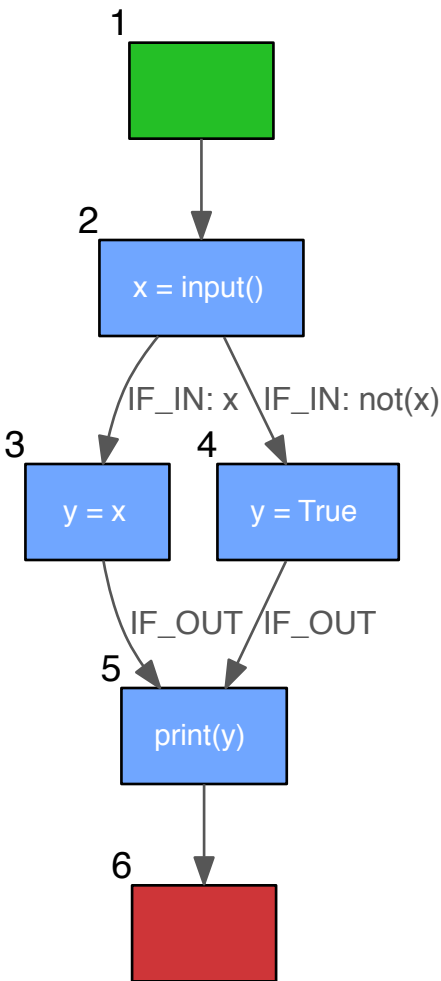 1
2
x = input()
IF_IN: x IF_IN: not(x)
3 4
y = x y = True
IF_OUT IF_OUT
5
print(y)
6